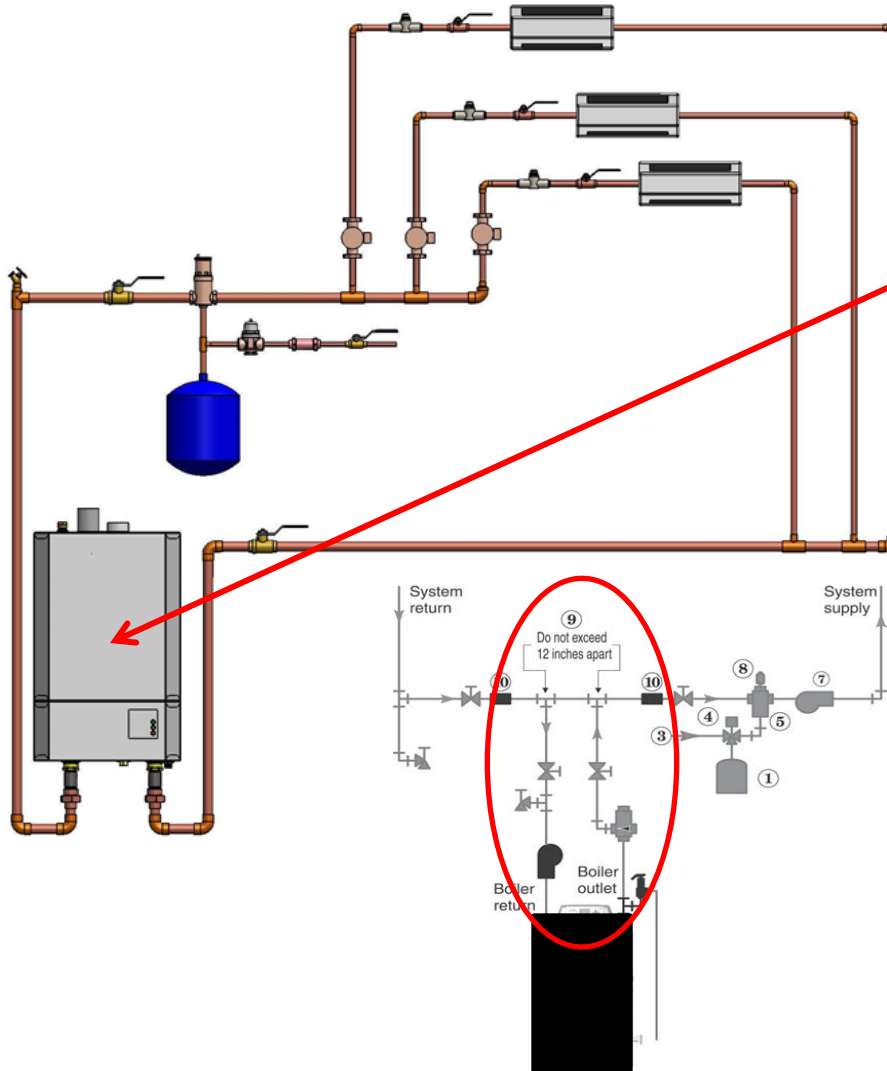 System
return
System
supply
⑨
Do not exceed
12 inches apart
⑧
⑩
⑩
⑦
④
⑤
③
①
Boiler
return
Boiler
outlet